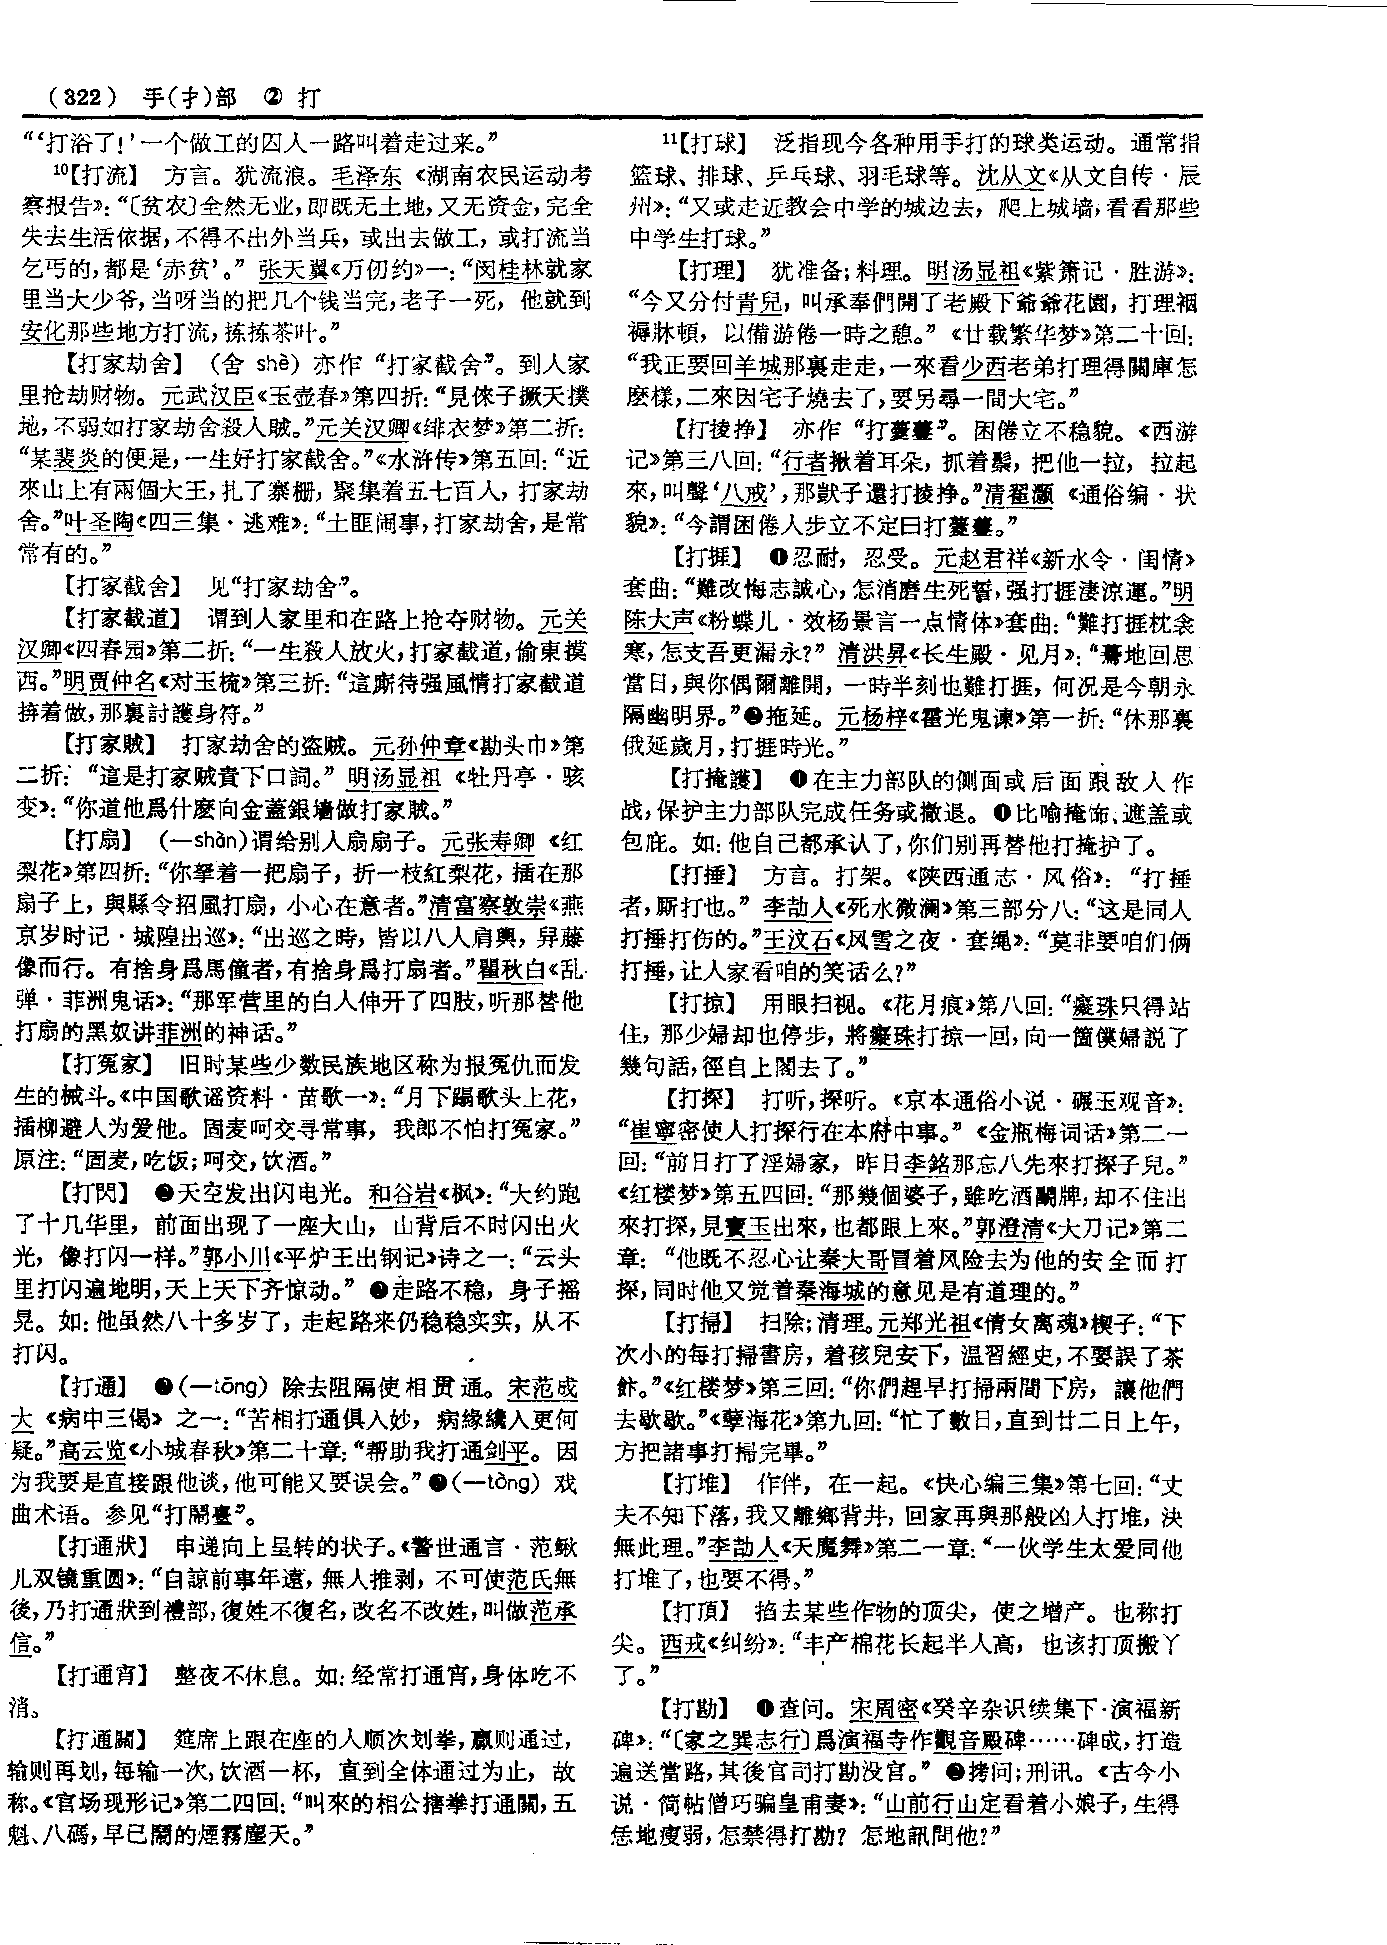 (322) 手(扌)部 ② 打
“‘打浴了!’一个做工的囚人一路叫着走过来。”
10【打流】 方言。犹流浪。毛泽东《湖南农民运动考
察报告》:“〔贫农〕全然无业,即既无土地,又无资金,完全
失去生活依据,不得不出外当兵,或出去做工,或打流当
乞丐的,都是‘赤贫’。” 张天翼《万仞约》一:“闵桂林就家
里当大少爷,当呀当的把几个钱当完,老子一死, 他就到
安化那些地方打流,拣拣茶叶。”
【打家劫舍】 (舍 shè) 亦作 “打家截舍”。到人家
里抢劫财物。元武汉臣《玉壶春》第四折:“見俫子撅天撲
地,不弱如打家劫舍殺人賊。”元关汉卿《绯衣梦》第二折:
“某裴炎的便是,一生好打家截舍。”《水浒传》第五回:“近
來山上有兩個大王,扎了寨栅,聚集着五七百人,打家劫
舍。”叶圣陶《四三集·逃难》:“土匪闹事,打家劫舍,是常
常有的。”
【打家截舍】 见“打家劫舍”。
【打家截道】 谓到人家里和在路上抢夺财物。元关
汉卿《四春园》第二折:“一生殺人放火,打家截道,偷東摸
西。”明贾仲名《对玉梳》第三折:“這厮待强風情打家截道
拚着做,那裏討護身符。”
【打家賊】 打家劫舍的盗贼。元孙仲章《勘头巾》第
二折:“這是打家賊責下口詞。” 明汤显祖《牡丹亭·骇
变》:“你道他爲什麽向金蓋銀墙做打家賊。”
【打扇】 (—shàn)谓给别人扇扇子。元张寿卿《红
梨花》第四折:“你拏着一把扇子,折一枝紅梨花,插在那
扇子上,與縣令招風打扇,小心在意者。”清富察敦崇《燕
京岁时记·城隍出巡》:“出巡之時,皆以八人肩輿,舁藤
像而行。有捨身爲馬僮者,有捨身爲打扇者。”瞿秋白《乱
弹·菲洲鬼话》:“那军营里的白人伸开了四肢,听那替他
打扇的黑奴讲菲洲的神话。”
【打冤家】 旧时某些少数民族地区称为报冤仇而发
生的械斗。《中国歌谣资料·苗歌一》:“月下蹋歌头上花,
插柳避人为爱他。固麦呵交寻常事, 我郎不怕打冤家。”
原注:“固麦,吃饭;呵交,饮酒。”
【打閃】 ❷天空发出闪电光。和谷岩《枫》:“大约跑
了十几华里,前面出现了一座大山,山背后不时闪出火
光,像打闪一样。”郭小川《平炉王出钢记》诗之一:“云头
里打闪遍地明,天上天下齐惊动。” ❷走路不稳,身子摇
晃。如:他虽然八十多岁了,走起路来仍稳稳实实,从不
打闪。
【打通】 ❷(—tōng) 除去阻隔使相贯通。宋范成
大《病中三偈》之一:“苦相打通俱入妙,病緣纔入更何
疑。”高云览《小城春秋》第二十章:“帮助我打通剑平。因
为我要是直接跟他谈,他可能又要误会。” ❷(—tòng) 戏
曲术语。参见“打鬧臺”。
【打通狀】 申递向上呈转的状子。《警世通言·范鳅
儿双镜重圆》:“自諒前事年遠,無人推剥,不可使范氏無
後,乃打通狀到禮部,復姓不復名,改名不改姓,叫做范承
信。”
【打通宵】 整夜不休息。如:经常打通宵,身体吃不
消。
【打通關】 筵席上跟在座的人顺次划拳,赢则通过,
输则再划,每输一次,饮酒一杯,直到全体通过为止,故
称。《官场现形记》第二四回:“叫來的相公搳拳打通關,五
魁、八碼,早已鬧的煙霧塵天。”
11【打球】 泛指现今各种用手打的球类运动。通常指
篮球、排球、乒乓球、羽毛球等。沈从文《从文自传·辰
州》:“又或走近教会中学的城边去,爬上城墙,看看那些
中学生打球。”
【打理】 犹准备;料理。明汤显祖《紫箫记·胜游》:
“今又分付青兒,叫承奉們開了老殿下爺爺花園,打理裀
褥牀頓,以備游倦一時之憩。” 《廿载繁华梦》第二十回:
“我正要回羊城那裏走走,一來看少西老弟打理得關庫怎
麽樣,二來因宅子燒去了,要另尋一間大宅。”
【打掕挣】 亦作 “打”。困倦立不稳貌。《西游
记》第三八回:“行者揪着耳朵,抓着鬃,把他一拉,拉起
來,叫聲‘八戒’,那獃子還打掕挣。”清翟灏《通俗编·状
貌》:“今謂困倦人步立不定曰打。”
【打捱】 ❶忍耐,忍受。元赵君祥《新水令·闺情》
套曲:“難改悔志誠心,怎消磨生死誓,强打捱淒涼運。”明
陈大声《粉蝶儿·效杨景言一点情体》套曲:“難打捱枕衾
寒,怎支吾更漏永?” 清洪昇《长生殿·见月》:“驀地回思
當日,與你偶爾離開,一時半刻也難打捱,何况是今朝永
隔幽明界。”❷拖延。元杨梓《霍光鬼谏》第一折:“休那裏
俄延歲月,打捱時光。”
【打掩護】 ❶在主力部队的侧面或后面跟敌人作
战,保护主力部队完成任务或撤退。 ❶比喻掩饰、遮盖或
包庇。如:他自己都承认了,你们别再替他打掩护了。
【打捶】 方言。打架。《陕西通志·风俗》:“打捶
者,厮打也。” 李劼人《死水微澜》第三部分八:“这是同人
打捶打伤的。”王汶石《风雪之夜·套绳》:“莫非要咱们俩
打捶,让人家看咱的笑话么?”
【打掠】 用眼扫视。《花月痕》第八回:“癡珠只得站
住,那少婦却也停步,將癡珠打掠一回,向一箇僕婦説了
幾句話,徑自上閣去了。”
【打探】 打听,探听。《京本通俗小说·碾玉观音》:
“崔寧密使人打探行在本府中事。” 《金瓶梅词话》第二一
回:“前日打了淫婦家,昨日李銘那忘八先來打探子兒。”
《红楼梦》第五四回:“那幾個婆子,雖吃酒鬭牌,却不住出
來打探,見寳玉出來,也都跟上來。”郭澄清《大刀记》第二
章: “他既不忍心让秦大哥冒着风险去为他的安全而打
探,同时他又觉着秦海城的意见是有道理的。”
【打掃】 扫除;清理。元郑光祖《倩女离魂》楔子:“下
次小的每打掃書房,着孩兒安下,温習經史,不要誤了茶
飰。”《红楼梦》第三回:“你們趕早打掃兩間下房,讓他們
去歇歇。”《孽海花》第九回:“忙了數日,直到廿二日上午,
方把諸事打掃完畢。”
【打堆】 作伴,在一起。《快心编三集》第七回:“丈
夫不知下落,我又離鄉背井,回家再與那般凶人打堆,決
無此理。”李劼人《天魔舞》第二一章:“一伙学生太爱同他
打堆了,也要不得。”
【打頂】 掐去某些作物的顶尖,使之增产。也称打
尖。西戎《纠纷》:“丰产棉花长起半人高,也该打顶搬丫
了。”
【打勘】 ❶查问。宋周密《癸辛杂识续集下·演福新
碑》:“〔家之巽志行〕爲演福寺作觀音殿碑……碑成,打造
遍送當路,其後官司打勘没官。” ❷拷问;刑讯。《古今小
说·简帖僧巧骗皇甫妻》:“山前行山定看着小娘子,生得
恁地瘦弱,怎禁得打勘? 怎地訊問他?”